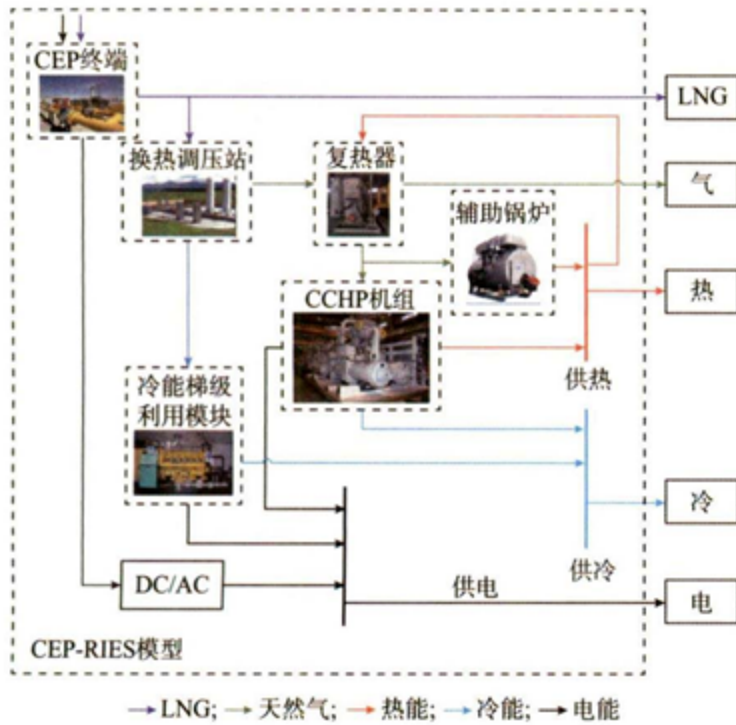 CEP终端
LNG
换热调压站
复热器
气
辅助锅炉
CCHP机组
热
供热
冷能梯级
利用模块
冷
供冷
DC/AC
供电
电
CEP-RIES模型
LNG; 天然气; 热能; 冷能; 电能